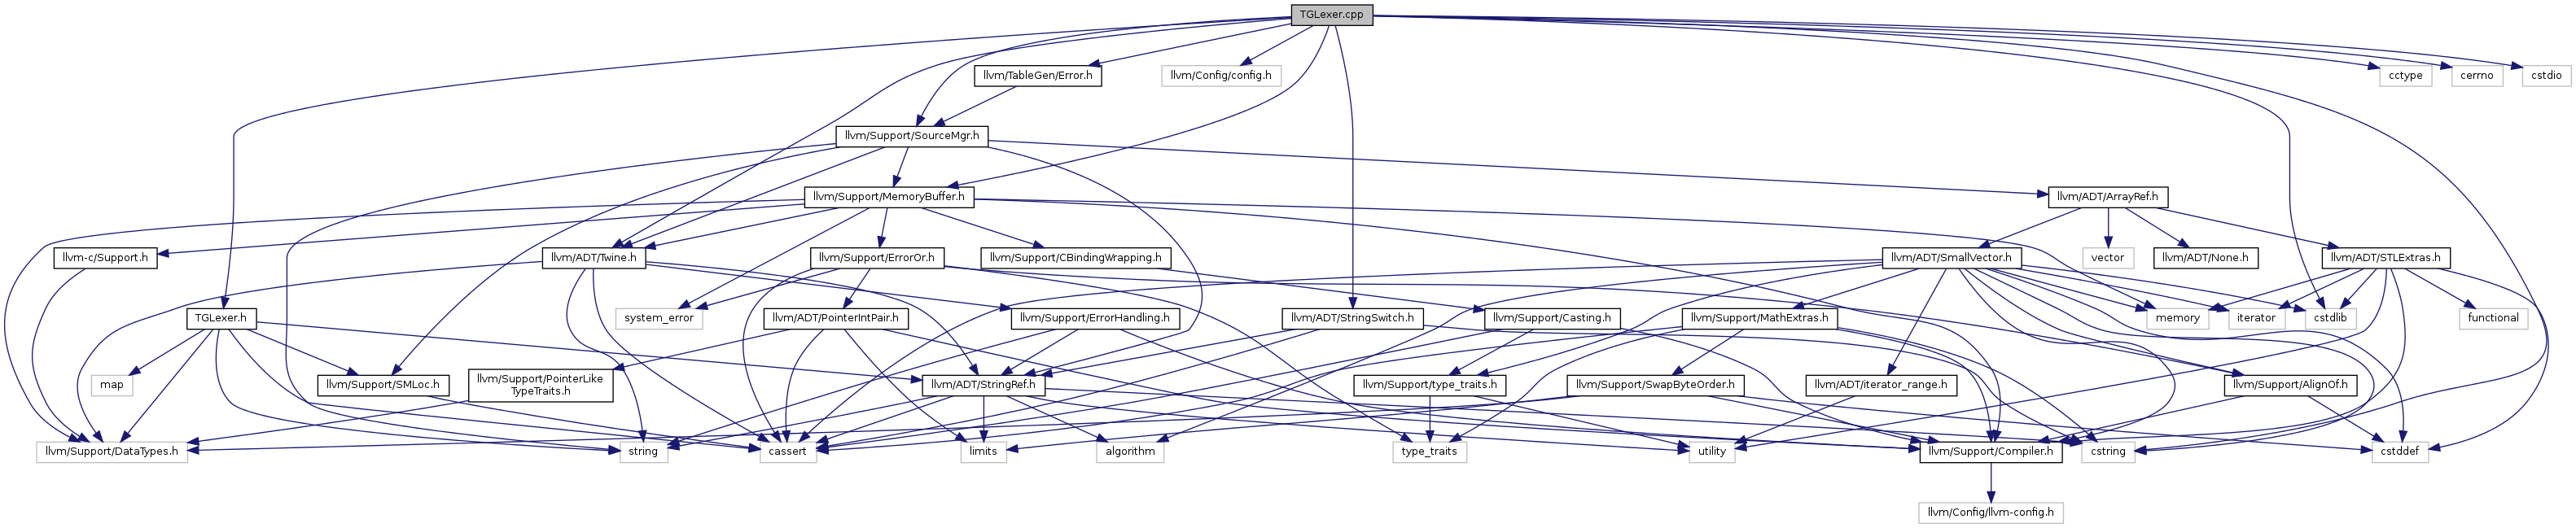 TGLexer.cpp
llvm/TableGen/Error.h
llvm/Config/config.h
cctype
cerrno
cstdio
llvm/Support/SourceMgr.h
llvm/Support/MemoryBuffer.h
llvm/ADT/ArrayRef.h
llvm-c/Support.h
llvm/ADT/Twine.h
llvm/Support/ErrorOr.h
llvm/Support/CBindingWrapping.h
llvm/ADT/SmallVector.h
vector
llvm/ADT/None.h
llvm/ADT/STLExtras.h
TGLexer.h
system_error
llvm/ADT/PointerIntPair.h
llvm/Support/ErrorHandling.h
llvm/ADT/StringSwitch.h
llvm/Support/Casting.h
llvm/Support/MathExtras.h
memory
iterator
cstdlib
functional
map
llvm/Support/SMLoc.h
llvm/Support/PointerLike
TypeTraits.h
llvm/ADT/StringRef.h
llvm/Support/type_traits.h
llvm/Support/SwapByteOrder.h
llvm/ADT/iterator_range.h
llvm/Support/AlignOf.h
llvm/Support/DataTypes.h
string
cassert
limits
algorithm
type_traits
utility
llvm/Support/Compiler.h
cstring
cstddef
llvm/Config/llvm-config.h